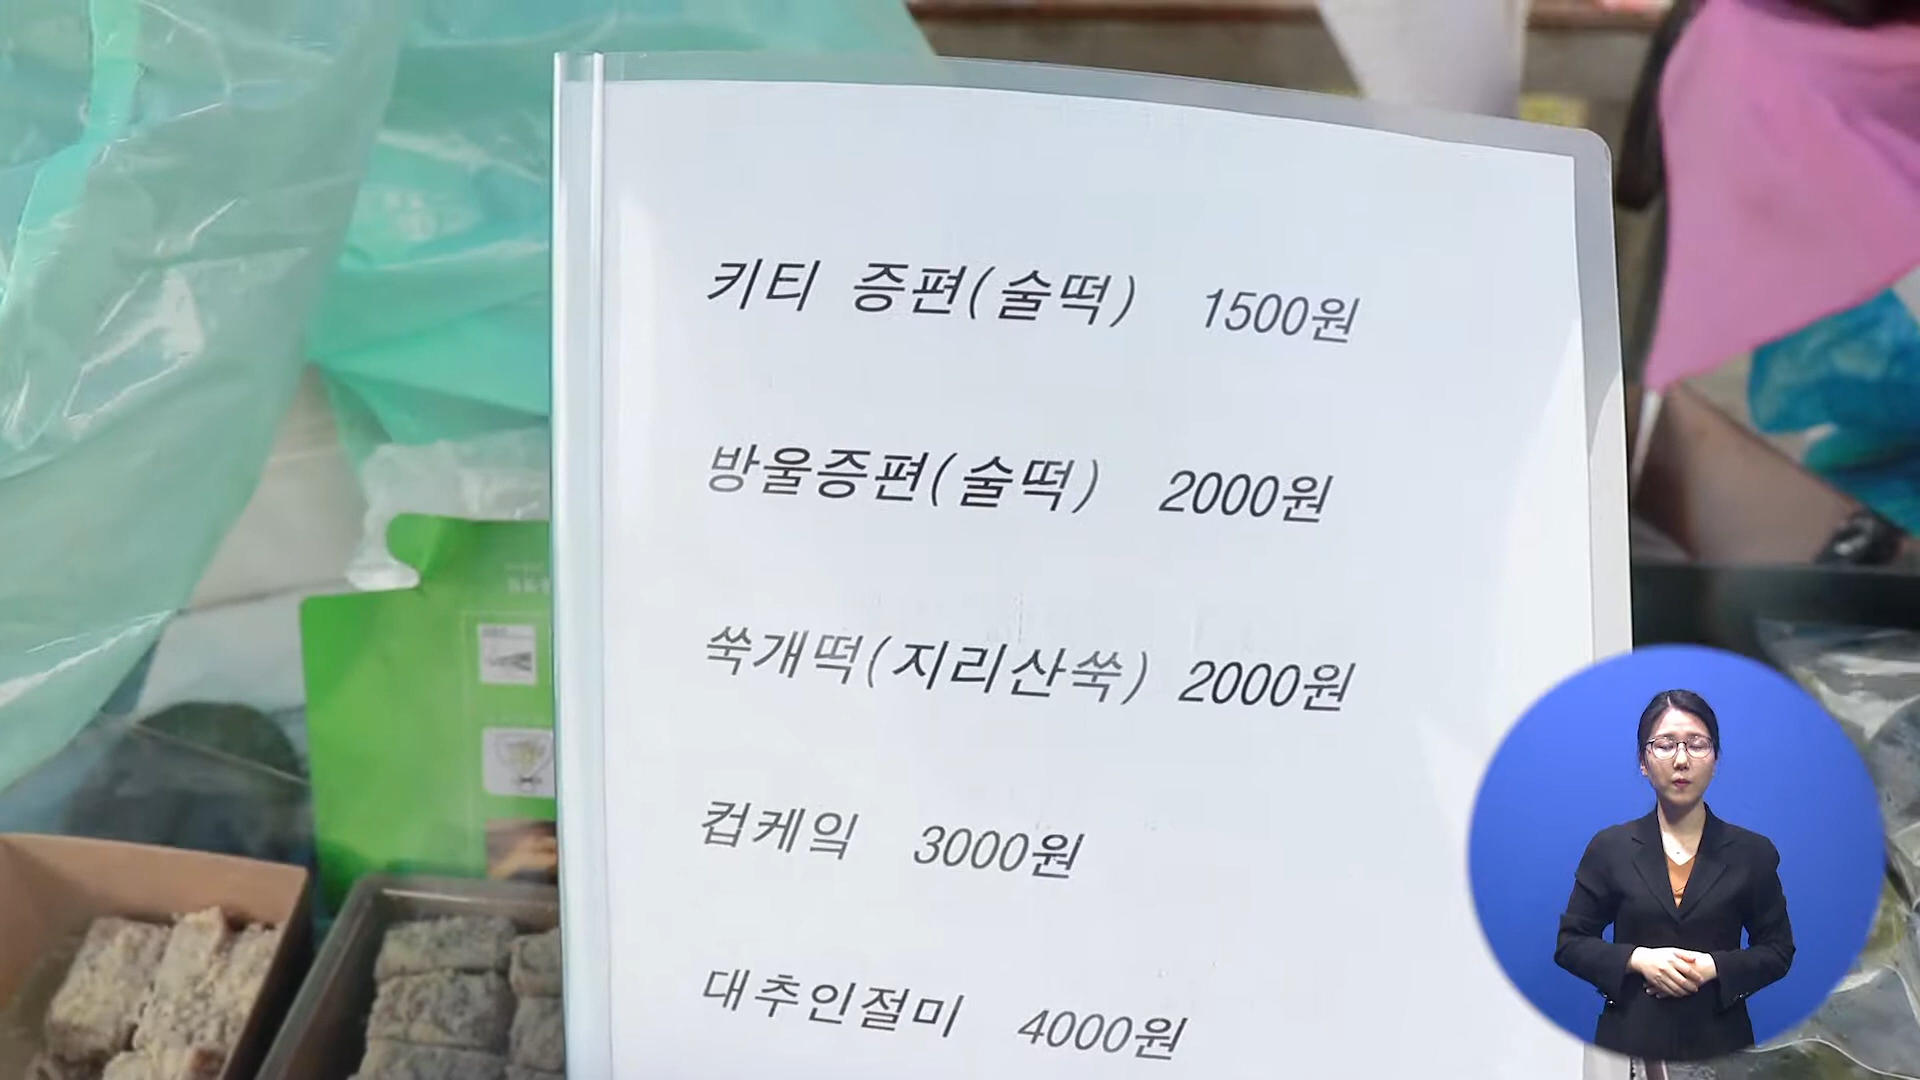 키티 증편(술떡) 1500원
방울증편(술떡) 2000원
쑥개떡(지리산쑥) 2000원
컵케잌 3000원
대추인절미 4000원